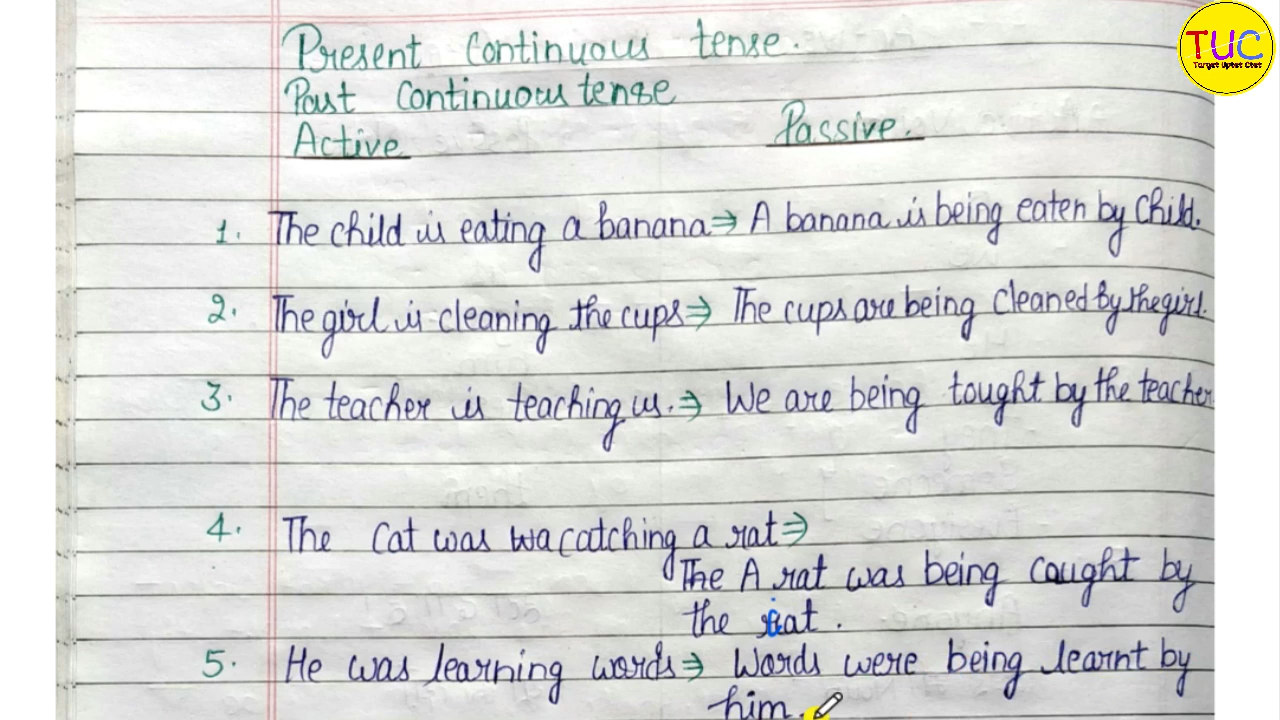 TUC
Target Uptet Ctet
Present Continuous tense.
Past Continuous tense
Active Passive.
1. The child is eating a banana ⇒ A banana is being eaten by Child.
2. The girl is cleaning the cups ⇒ The cups are being cleaned by the girl.
3. The teacher is teaching us. ⇒ We are being tought by the teacher
4. The Cat was wa catching a rat ⇒
The A rat was being caught by
the cat .
5. He was learning words ⇒ Words were being learnt by
him.